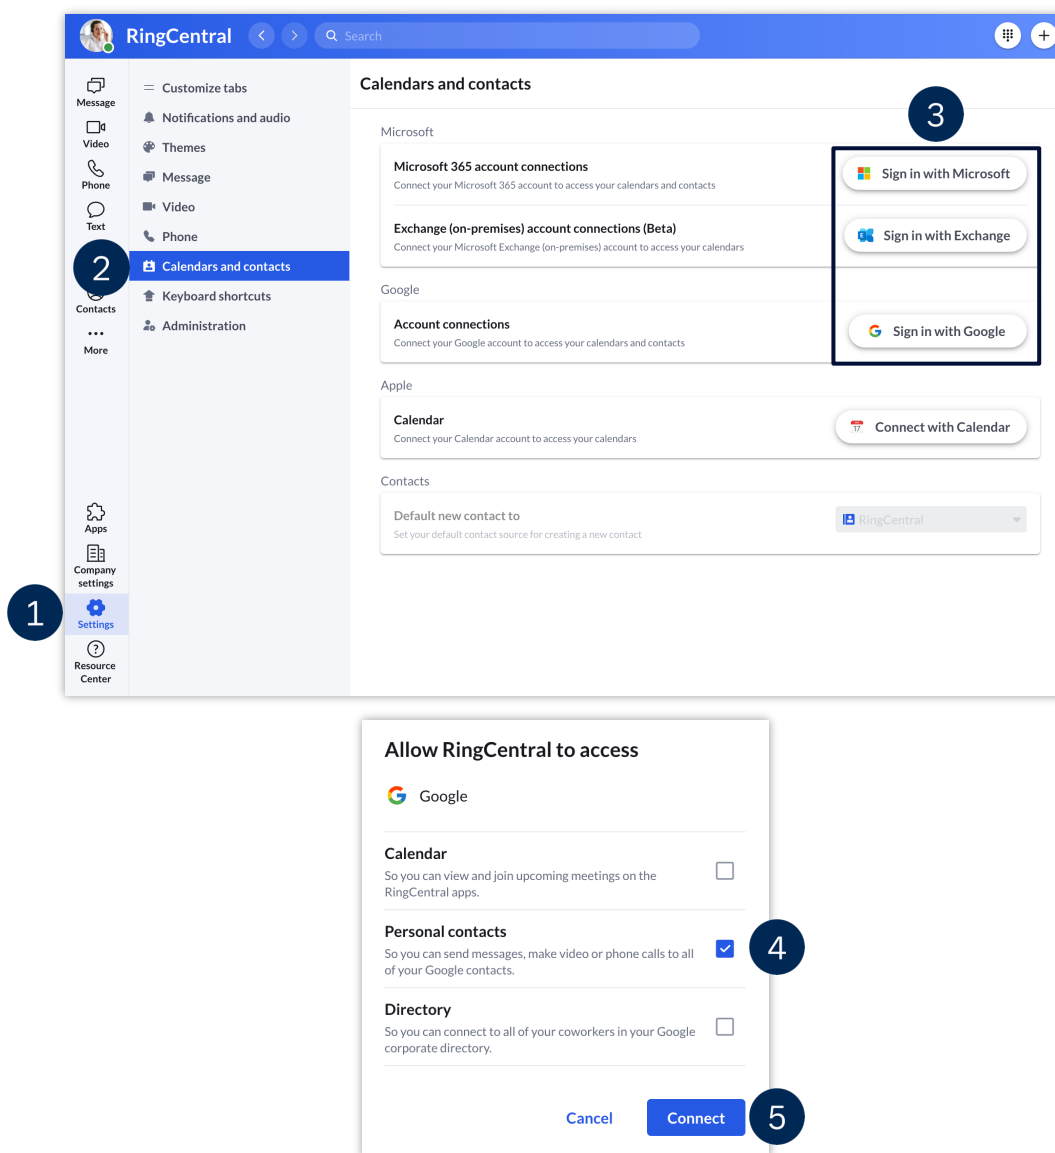 RingCentral
Search
Message
Video
Phone
Text
Contacts
More
Apps
Company
settings
Settings
Resource
Center
1
2
Customize tabs
Notifications and audio
Themes
Message
Video
Phone
Calendars and contacts
Keyboard shortcuts
Administration
Calendars and contacts
3
Microsoft
Microsoft 365 account connections
Connect your Microsoft 365 account to access your calendars and contacts
Sign in with Microsoft
Exchange (on-premises) account connections (Beta)
Connect your Microsoft Exchange (on-premises) account to access your calendars
Sign in with Exchange
Google
Account connections
Connect your Google account to access your calendars and contacts
Sign in with Google
Apple
Calendar
Connect your Calendar account to access your calendars
17
Connect with Calendar
Contacts
Default new contact to
Set your default contact source for creating a new contact
RingCentral
Allow RingCentral to access
Google
Calendar
So you can view and join upcoming meetings on the
RingCentral apps.
Personal contacts
So you can send messages, make video or phone calls to all
of your Google contacts.
4
Directory
So you can connect to all of your coworkers in your Google
corporate directory.
Cancel
Connect
5